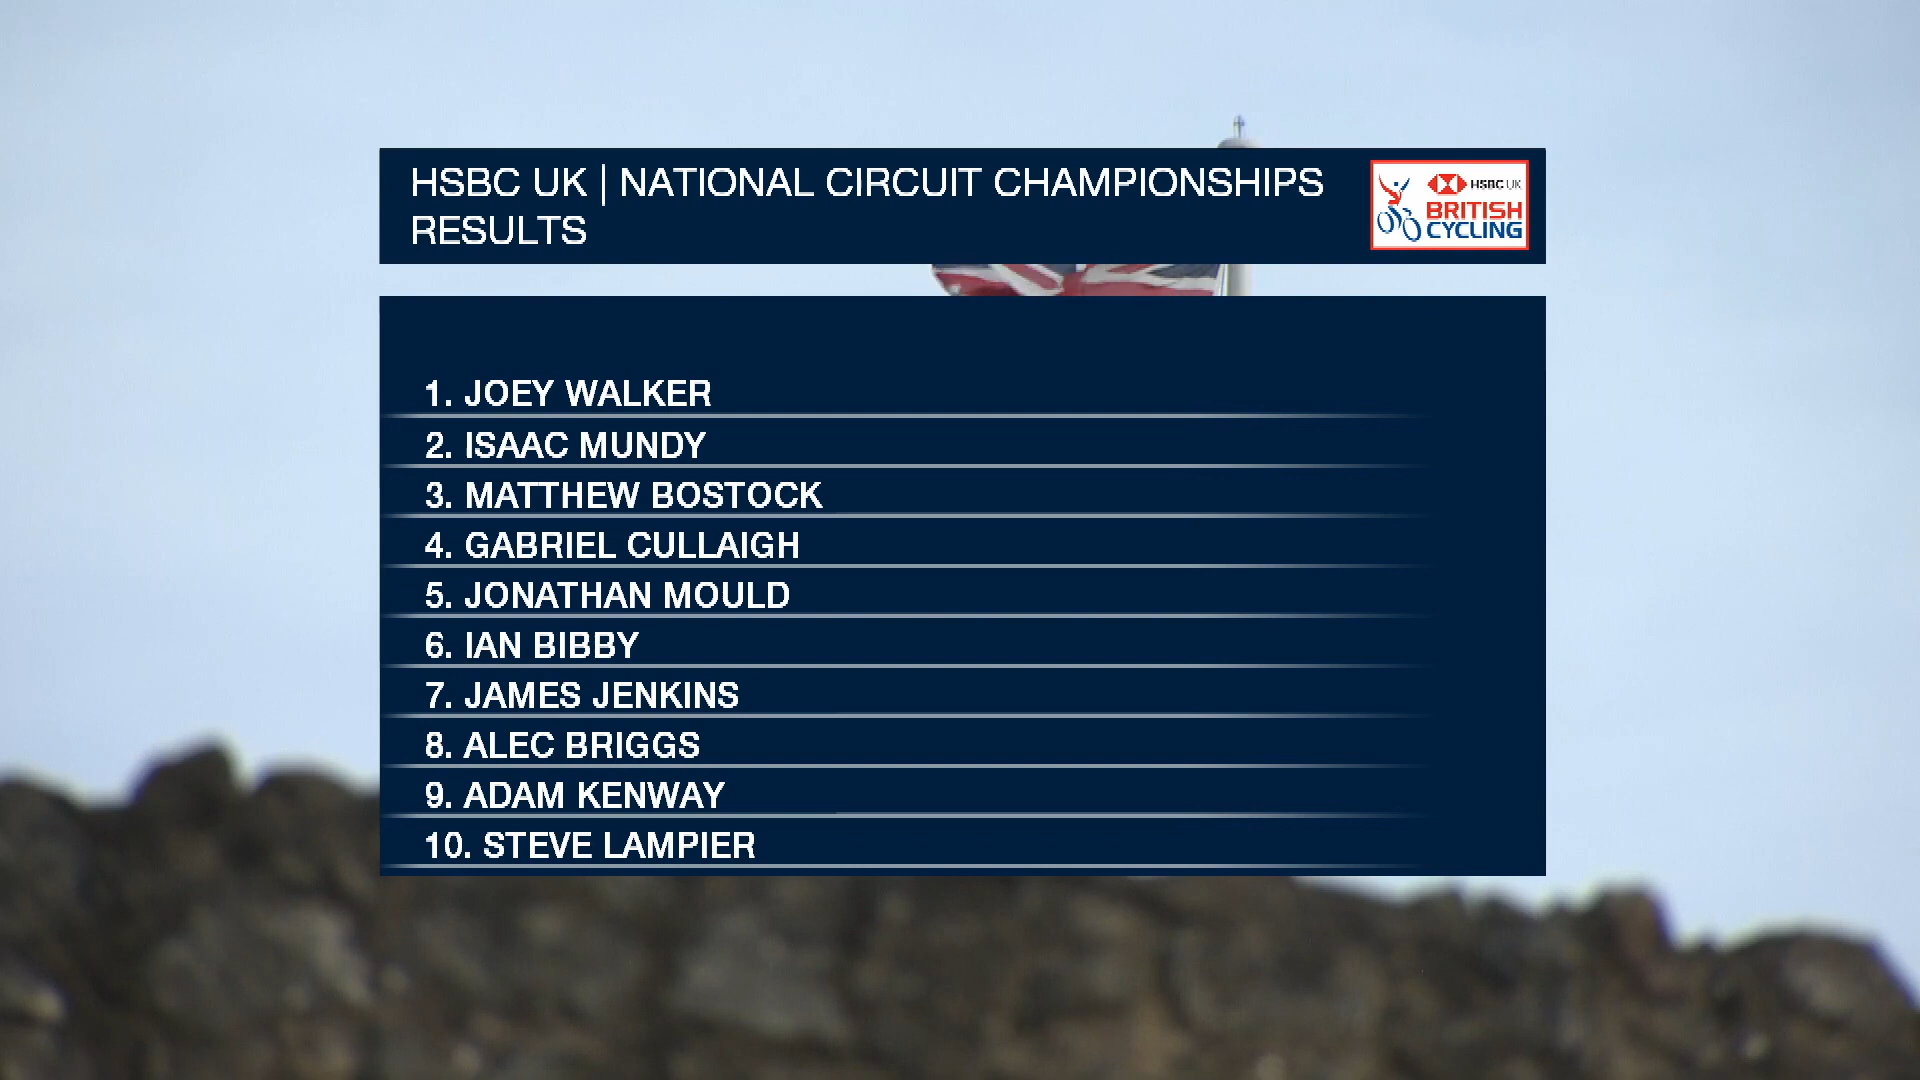 HSBC UK | NATIONAL CIRCUIT CHAMPIONSHIPS
RESULTS
HSBC UK
BRITISH
CYCLING
1. JOEY WALKER
2. ISAAC MUNDY
3. MATTHEW BOSTOCK
4. GABRIEL CULLAIGH
5. JONATHAN MOULD
6. IAN BIBBY
7. JAMES JENKINS
8. ALEC BRIGGS
9. ADAM KENWAY
10. STEVE LAMPIER